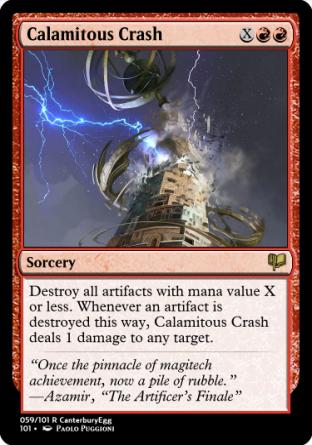 Calamitous Crash X R R
Sorcery
Destroy all artifacts with mana value X
or less. Whenever an artifact is
destroyed this way, Calamitous Crash
deals 1 damage to any target.
“Once the pinnacle of magitech
achievement, now a pile of rubble.”
—Azamir, “The Artificer’s Finale”
059/101 R CanterburyEgg
101 • Paolo Puggioni